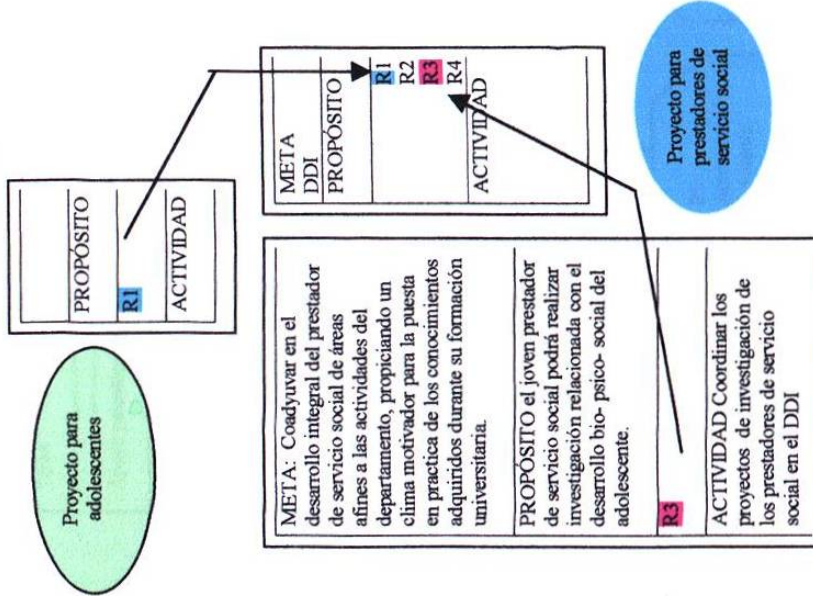 Proyecto para
adolescentes
PROPÓSITO
R1
ACTIVIDAD
META
DDI
PROPÓSITO
R1
R2
R3
R4
ACTIVIDAD
META: Coadyuvar en el
desarrollo integral del prestador
de servicio social de áreas
afines a las actividades del
departamento, propiciando un
clima motivador para la puesta
en practica de los conocimientos
adquiridos durante su formación
universitaria.
PROPÓSITO el joven prestador
de servicio social podrá realizar
investigación relacionada con el
desarrollo bio- psico- social del
adolescente.
R3
ACTIVIDAD Coordinar los
proyectos de investigación de
los prestadores de servicio
social en el DDI
Proyecto para
prestadores de
servicio social